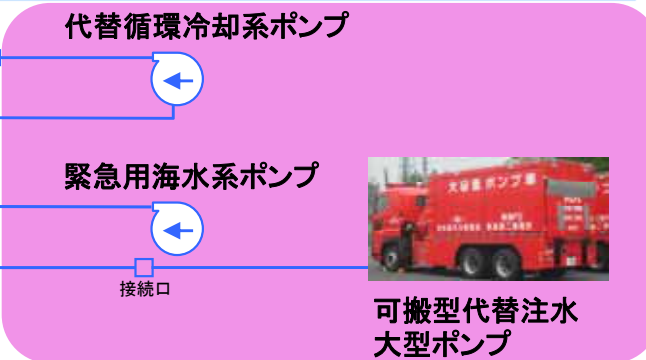 代替循環冷却系ポンプ
緊急用海水系ポンプ
大容量 ポンプ車
接続口
可搬型代替注水
大型ポンプ